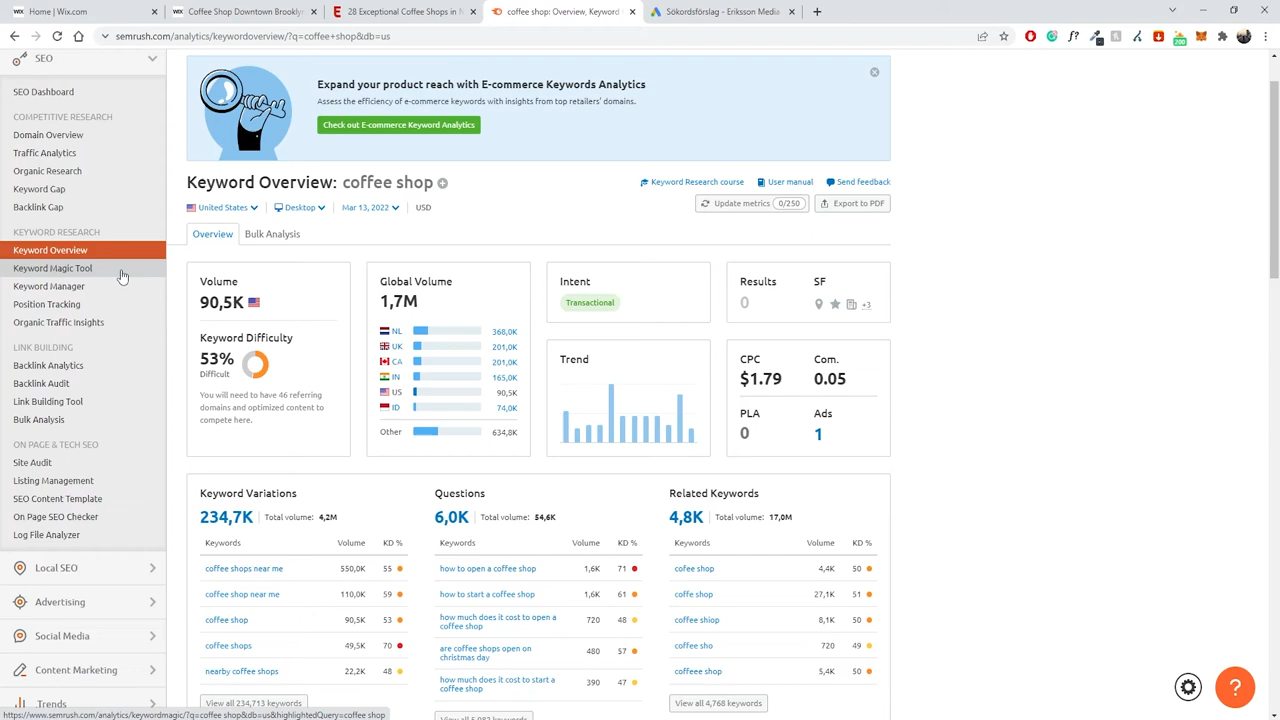 Home | Wix.com
Coffee Shop Downtown Brooklyn
28 Exceptional Coffee Shops in N
coffee shop: Overview, Keyword
Sökordsförslag - Eriksson Media
semrush.com/analytics/keywordoverview/?q=coffee+shop&db=us
200
SEO
SEO Dashboard
COMPETITIVE RESEARCH
Domain Overview
Traffic Analytics
Organic Research
Keyword Gap
Backlink Gap
KEYWORD RESEARCH
Keyword Overview
Keyword Magic Tool
Keyword Manager
Position Tracking
Organic Traffic Insights
LINK BUILDING
Backlink Analytics
Backlink Audit
Link Building Tool
Bulk Analysis
ON PAGE & TECH SEO
Site Audit
Listing Management
SEO Content Template
On Page SEO Checker
Log File Analyzer
Local SEO
Advertising
Social Media
Content Marketing
Trends
https://www.semrush.com/analytics/keywordmagic/?q=coffee shop&db=us&highlightedQuery=coffee shop
Expand your product reach with E-commerce Keywords Analytics
Assess the efficiency of e-commerce keywords with insights from top retailers' domains.
Check out E-commerce Keyword Analytics
Keyword Overview: coffee shop
Keyword Research course
User manual
Send feedback
United States
Desktop
Mar 13, 2022
USD
Update metrics 0/250
Export to PDF
Overview
Bulk Analysis
Volume
90,5K
Keyword Difficulty
53%
Difficult
You will need to have 46 referring
domains and optimized content to
compete here.
Global Volume
1,7M
NL 368,0K
UK 201,0K
CA 201,0K
IN 165,0K
US 90,5K
ID 74,0K
Other 634,8K
Intent
Transactional
Trend
Results SF
0 +3
CPC Com.
$1.79 0.05
PLA Ads
0 1
Keyword Variations
234,7K Total volume: 4,2M
Keywords Volume KD %
coffee shops near me 550,0K 55
coffee shop near me 110,0K 59
coffee shop 90,5K 53
coffee shops 49,5K 70
nearby coffee shops 22,2K 48
View all 234,713 keywords
Questions
6,0K Total volume: 54,6K
Keywords Volume KD %
how to open a coffee shop 1,6K 71
how to start a coffee shop 1,6K 61
how much does it cost to open a
coffee shop 720 48
are coffee shops open on
christmas day 480 57
how much does it cost to start a
coffee shop 390 47
View all 5,982 keywords
Related Keywords
4,8K Total volume: 17,0M
Keywords Volume KD %
cofee shop 4,4K 50
coffe shop 27,1K 51
coffee shiop 8,1K 50
coffee sho 720 49
coffeee shop 5,4K 50
View all 4,768 keywords
?